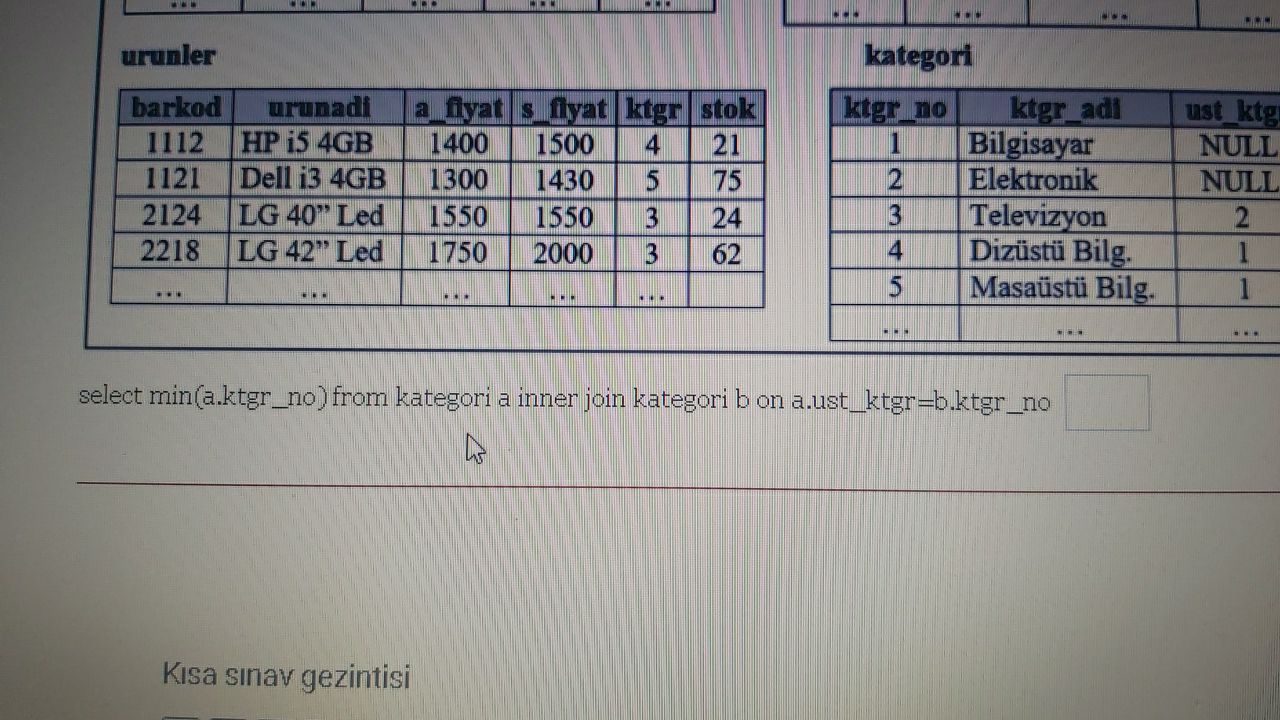 ... ... ... ... ...
... ... ... ...
urunler
kategori
barkod urunadi a_fiyat s_fiyat ktgr stok
1112 HP i5 4GB 1400 1500 4 21
1121 Dell i3 4GB 1300 1430 5 75
2124 LG 40” Led 1550 1550 3 24
2218 LG 42” Led 1750 2000 3 62
... ... ... ... ...
ktgr_no ktgr_adi ust_ktg
1 Bilgisayar NULL
2 Elektronik NULL
3 Televizyon 2
4 Dizüstü Bilg. 1
5 Masaüstü Bilg. 1
... ... ...
select min(a.ktgr_no) from kategori a inner join kategori b on a.ust_ktgr=b.ktgr_no
Kısa sınav gezintisi